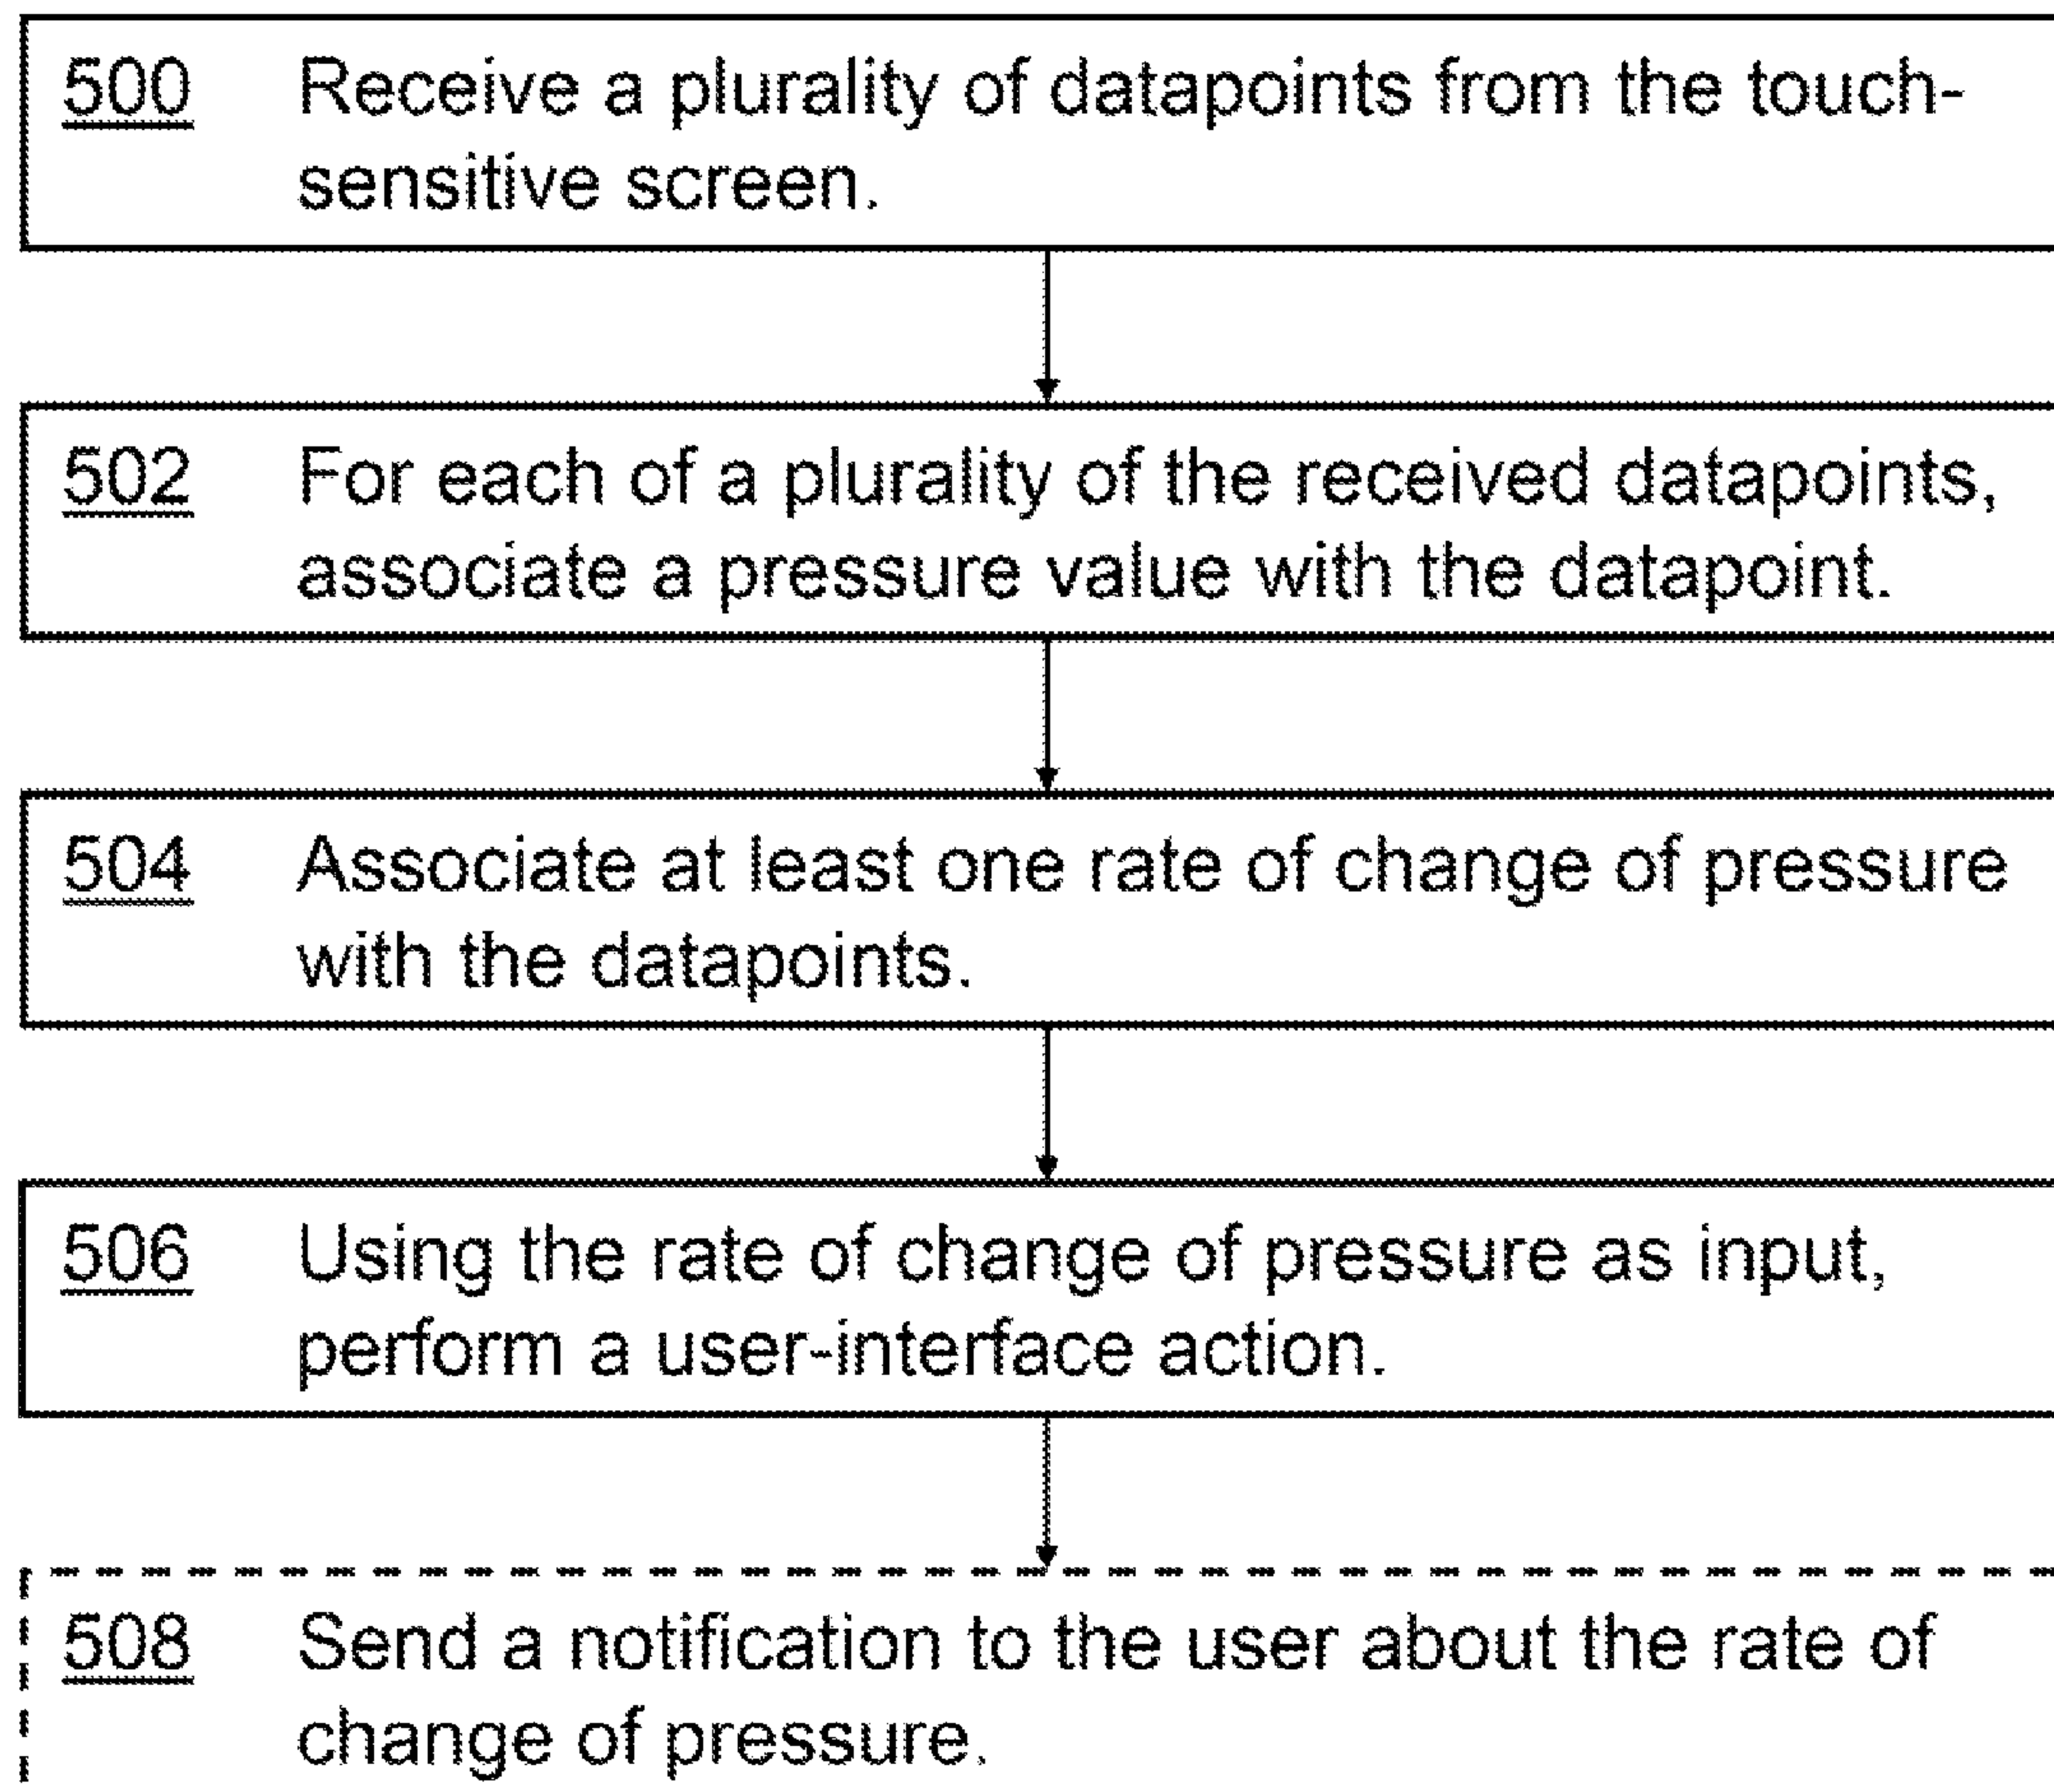 500 Receive a plurality of datapoints from the touch-
sensitive screen.
502 For each of a plurality of the received datapoints,
associate a pressure value with the datapoint.
504 Associate at least one rate of change of pressure
with the datapoints.
506 Using the rate of change of pressure as input,
perform a user-interface action.
508 Send a notification to the user about the rate of
change of pressure.